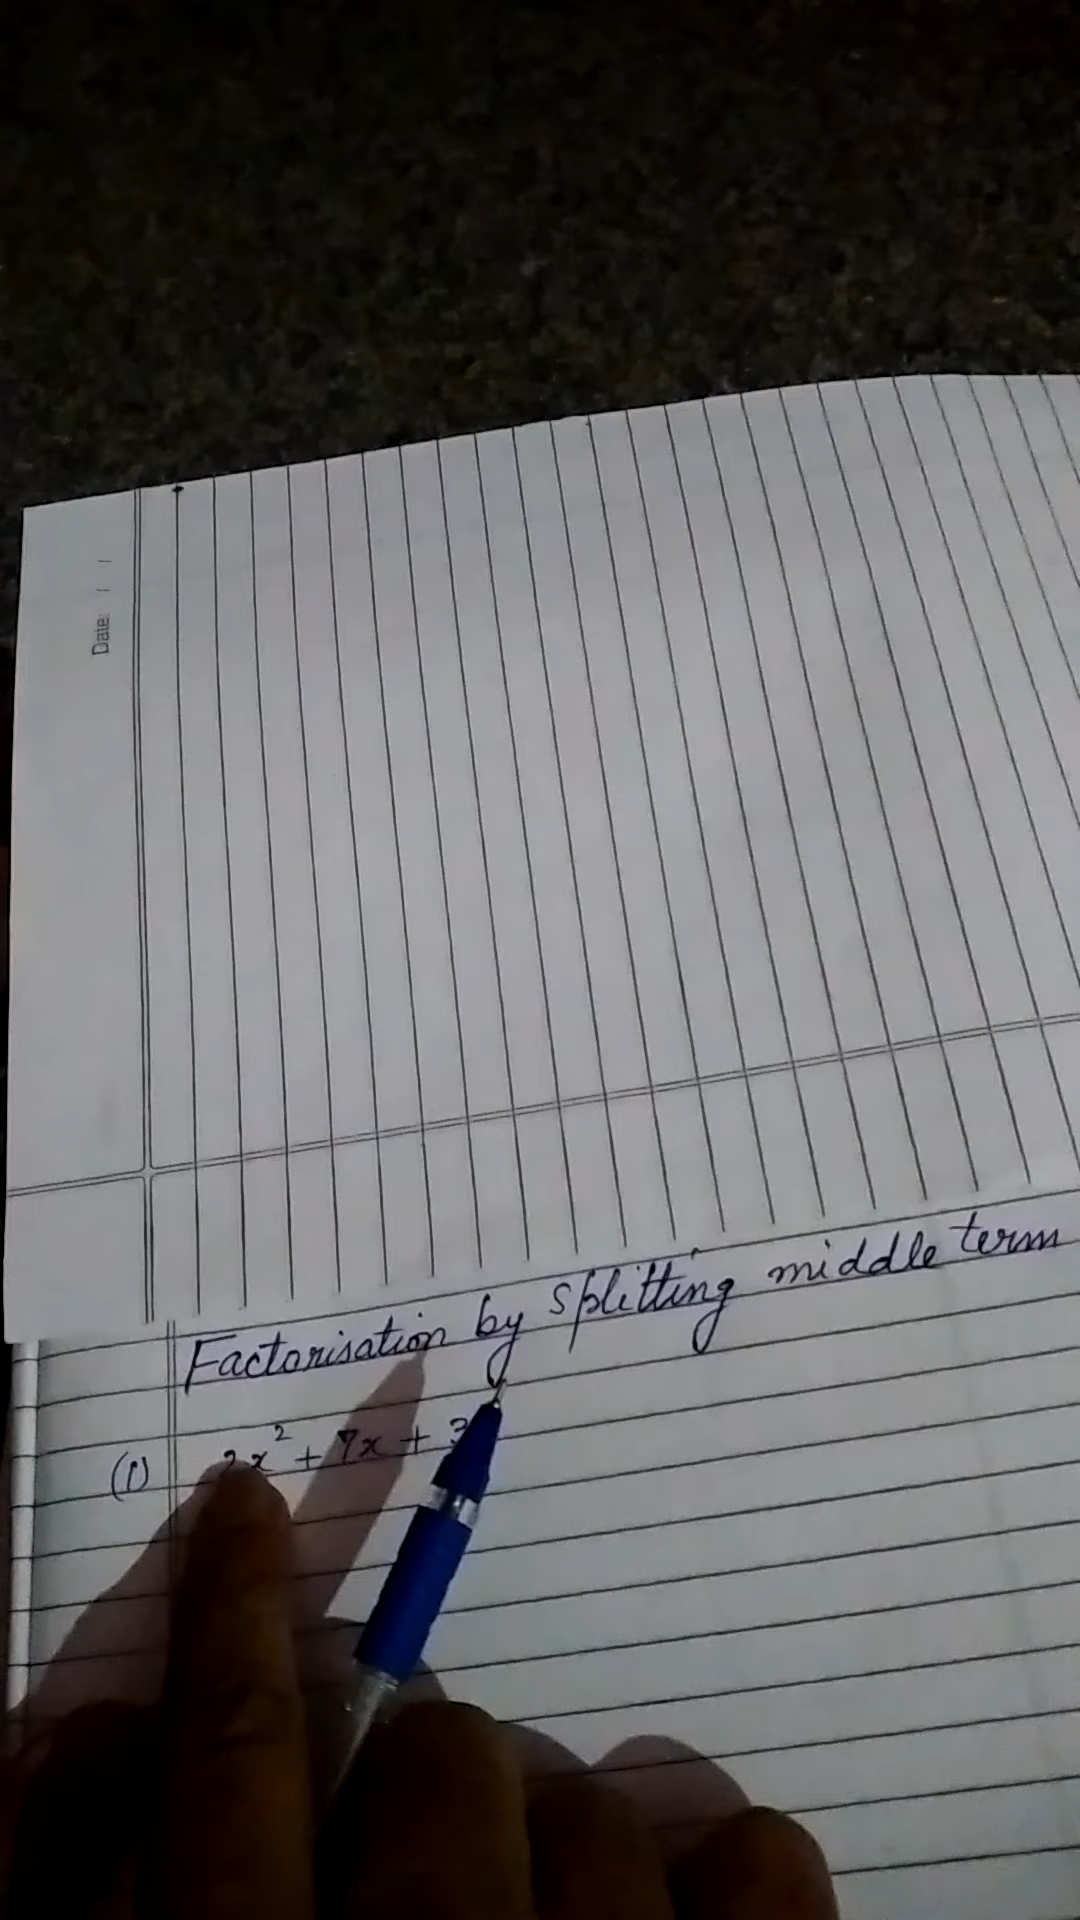 Date: / /
Factorisation by splitting middle term
(1) 2x² + 7x + 3